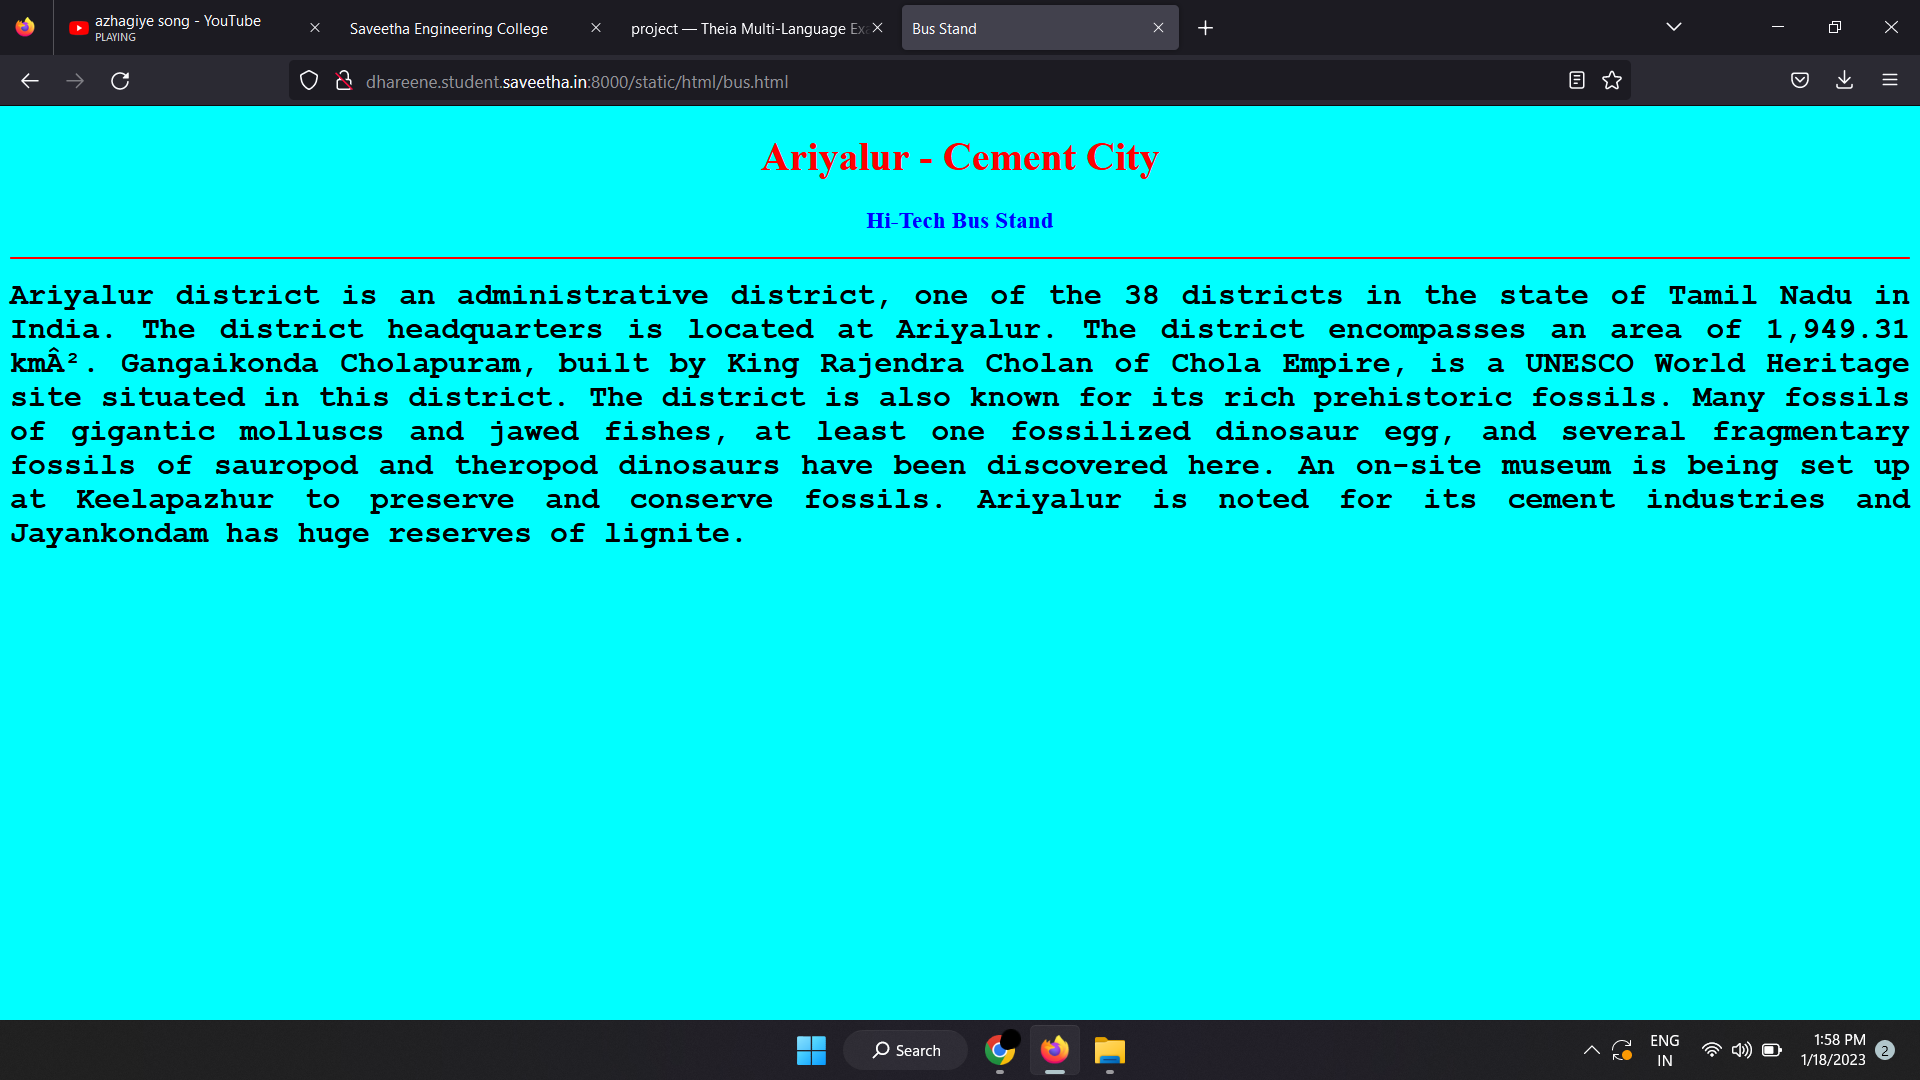 azhagiye song - YouTube
PLAYING
Saveetha Engineering College
project — Theia Multi-Language Exa
Bus Stand
dhareene.student.saveetha.in:8000/static/html/bus.html
Ariyalur - Cement City
Hi-Tech Bus Stand
Ariyalur district is an administrative district, one of the 38 districts in the state of Tamil Nadu in
India. The district headquarters is located at Ariyalur. The district encompasses an area of 1,949.31
kmÂ². Gangaikonda Cholapuram, built by King Rajendra Cholan of Chola Empire, is a UNESCO World Heritage
site situated in this district. The district is also known for its rich prehistoric fossils. Many fossils
of gigantic molluscs and jawed fishes, at least one fossilized dinosaur egg, and several fragmentary
fossils of sauropod and theropod dinosaurs have been discovered here. An on-site museum is being set up
at Keelapazhur to preserve and conserve fossils. Ariyalur is noted for its cement industries and
Jayankondam has huge reserves of lignite.
Search
ENG
IN
1:58 PM
1/18/2023
2